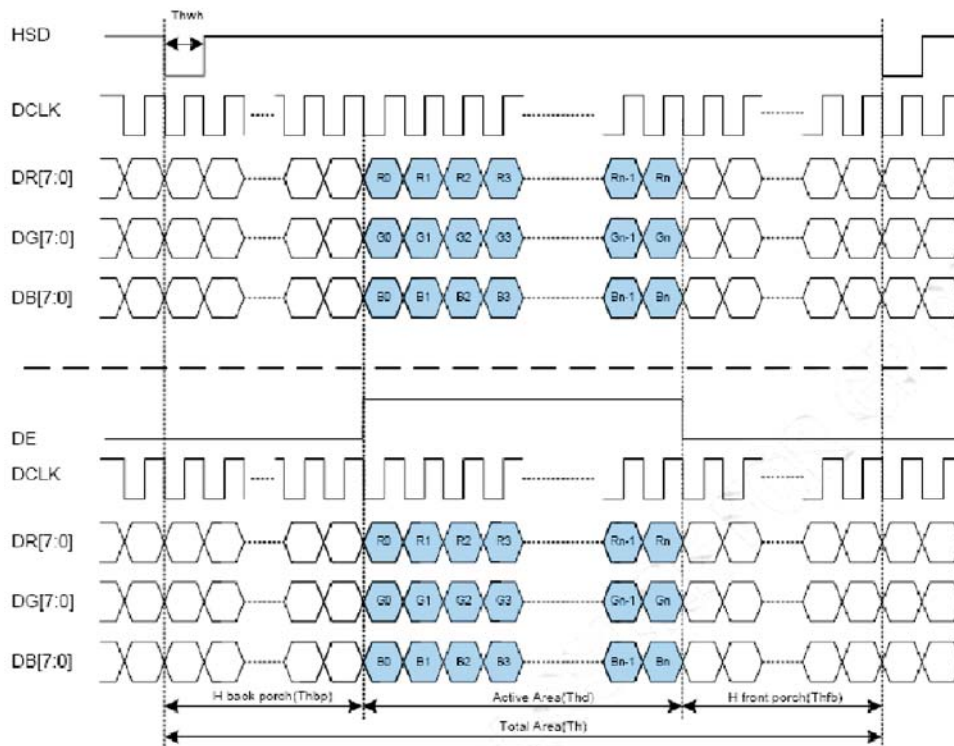 Thwh
HSD
DCLK
DR[7:0] R0 R1 R2 R3 Rn-1 Rn
DG[7:0] G0 G1 G2 G3 Gn-1 Gn
DB[7:0] B0 B1 B2 B3 Bn-1 Bn
DE
DCLK
DR[7:0] R0 R1 R2 R3 Rn-1 Rn
DG[7:0] G0 G1 G2 G3 Gn-1 Gn
DB[7:0] B0 B1 B2 B3 Bn-1 Bn
H back porch(Thbp) Active Area(Thd) H front porch(Thfb)
Total Area(Th)